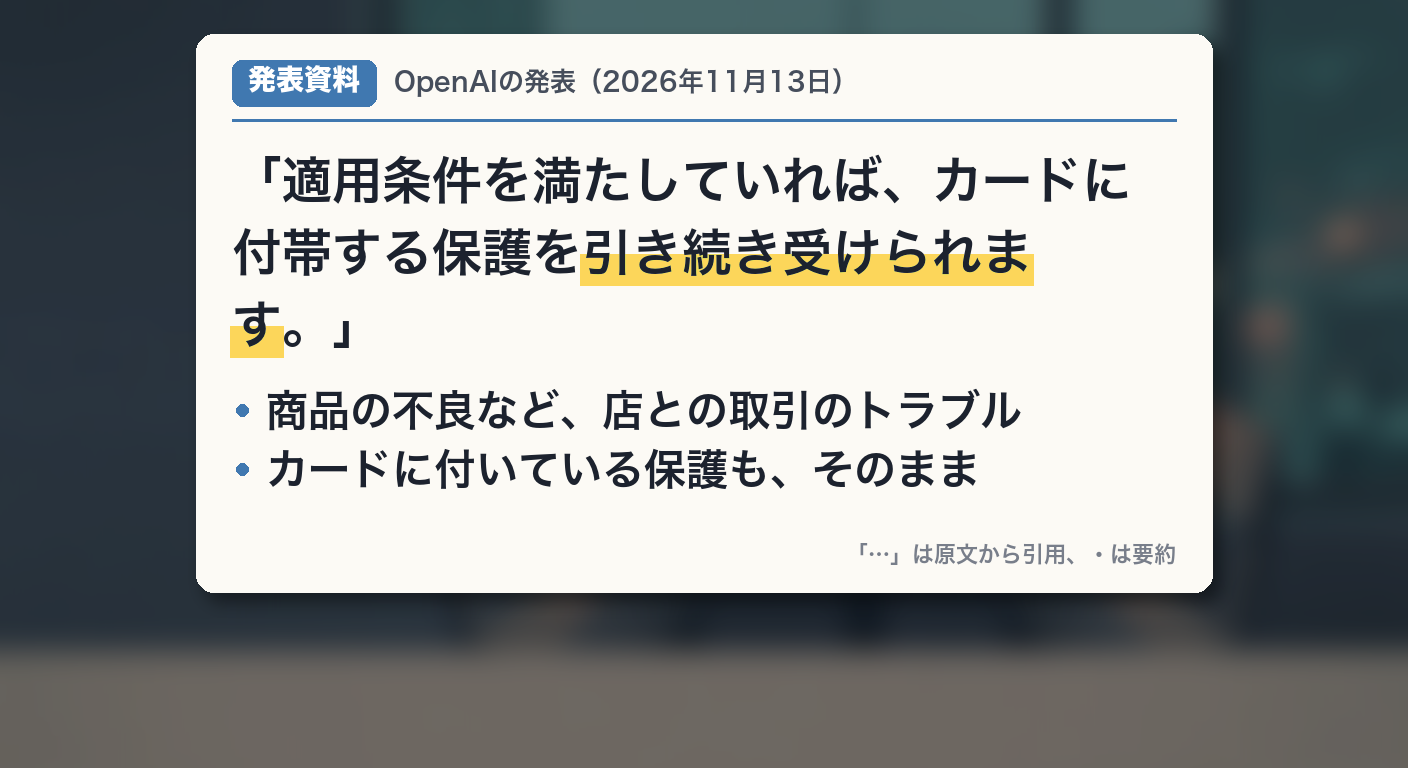 発表資料 OpenAIの発表（2026年11月13日）
「適用条件を満たしていれば、カードに
付帯する保護を引き続き受けられま
す。」
• 商品の不良など、店との取引のトラブル
• カードに付いている保護も、そのまま
「…」は原文から引用、・は要約